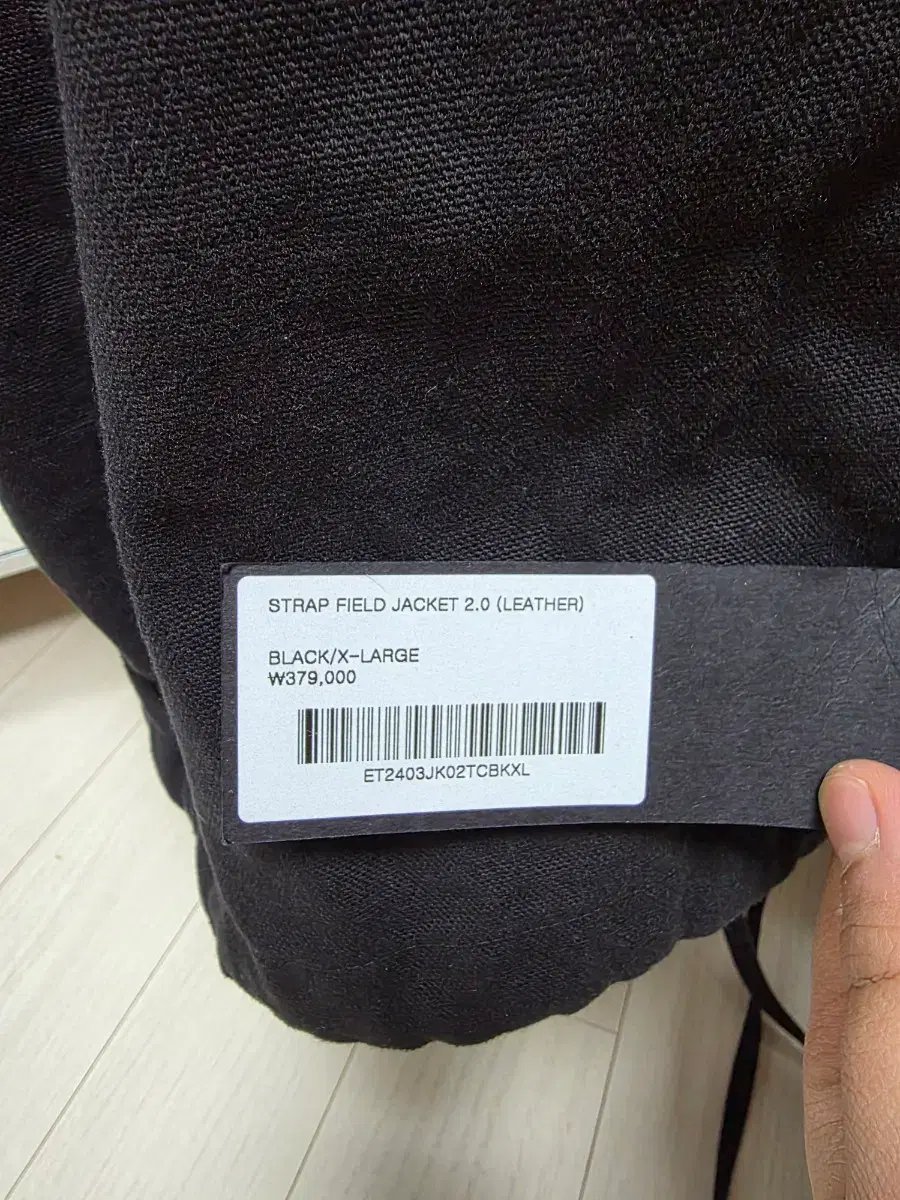 STRAP FIELD JACKET 2.0 (LEATHER)
BLACK/X-LARGE
₩379,000
ET2403JK02TCBKXL